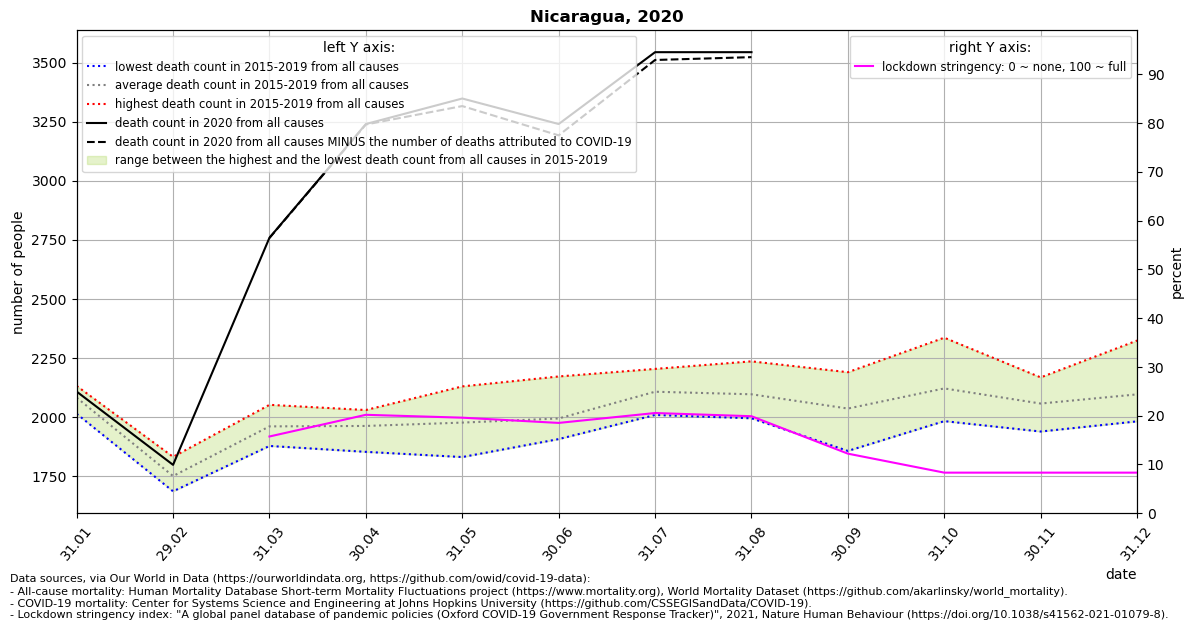 Nicaragua, 2020
left Y axis:
lowest death count in 2015-2019 from all causes
average death count in 2015-2019 from all causes
highest death count in 2015-2019 from all causes
death count in 2020 from all causes
death count in 2020 from all causes MINUS the number of deaths attributed to COVID-19
range between the highest and the lowest death count from all causes in 2015-2019
right Y axis:
lockdown stringency: 0 ~ none, 100 ~ full
number of people
3500
3250
3000
2750
2500
2250
2000
1750
percent
90
80
70
60
50
40
30
20
10
0
31.01
29.02
31.03
30.04
31.05
30.06
31.07
31.08
30.09
31.10
30.11
31.12
date
Data sources, via Our World in Data (https://ourworldindata.org, https://github.com/owid/covid-19-data):
- All-cause mortality: Human Mortality Database Short-term Mortality Fluctuations project (https://www.mortality.org), World Mortality Dataset (https://github.com/akarlinsky/world_mortality).
- COVID-19 mortality: Center for Systems Science and Engineering at Johns Hopkins University (https://github.com/CSSEGISandData/COVID-19).
- Lockdown stringency index: "A global panel database of pandemic policies (Oxford COVID-19 Government Response Tracker)", 2021, Nature Human Behaviour (https://doi.org/10.1038/s41562-021-01079-8).